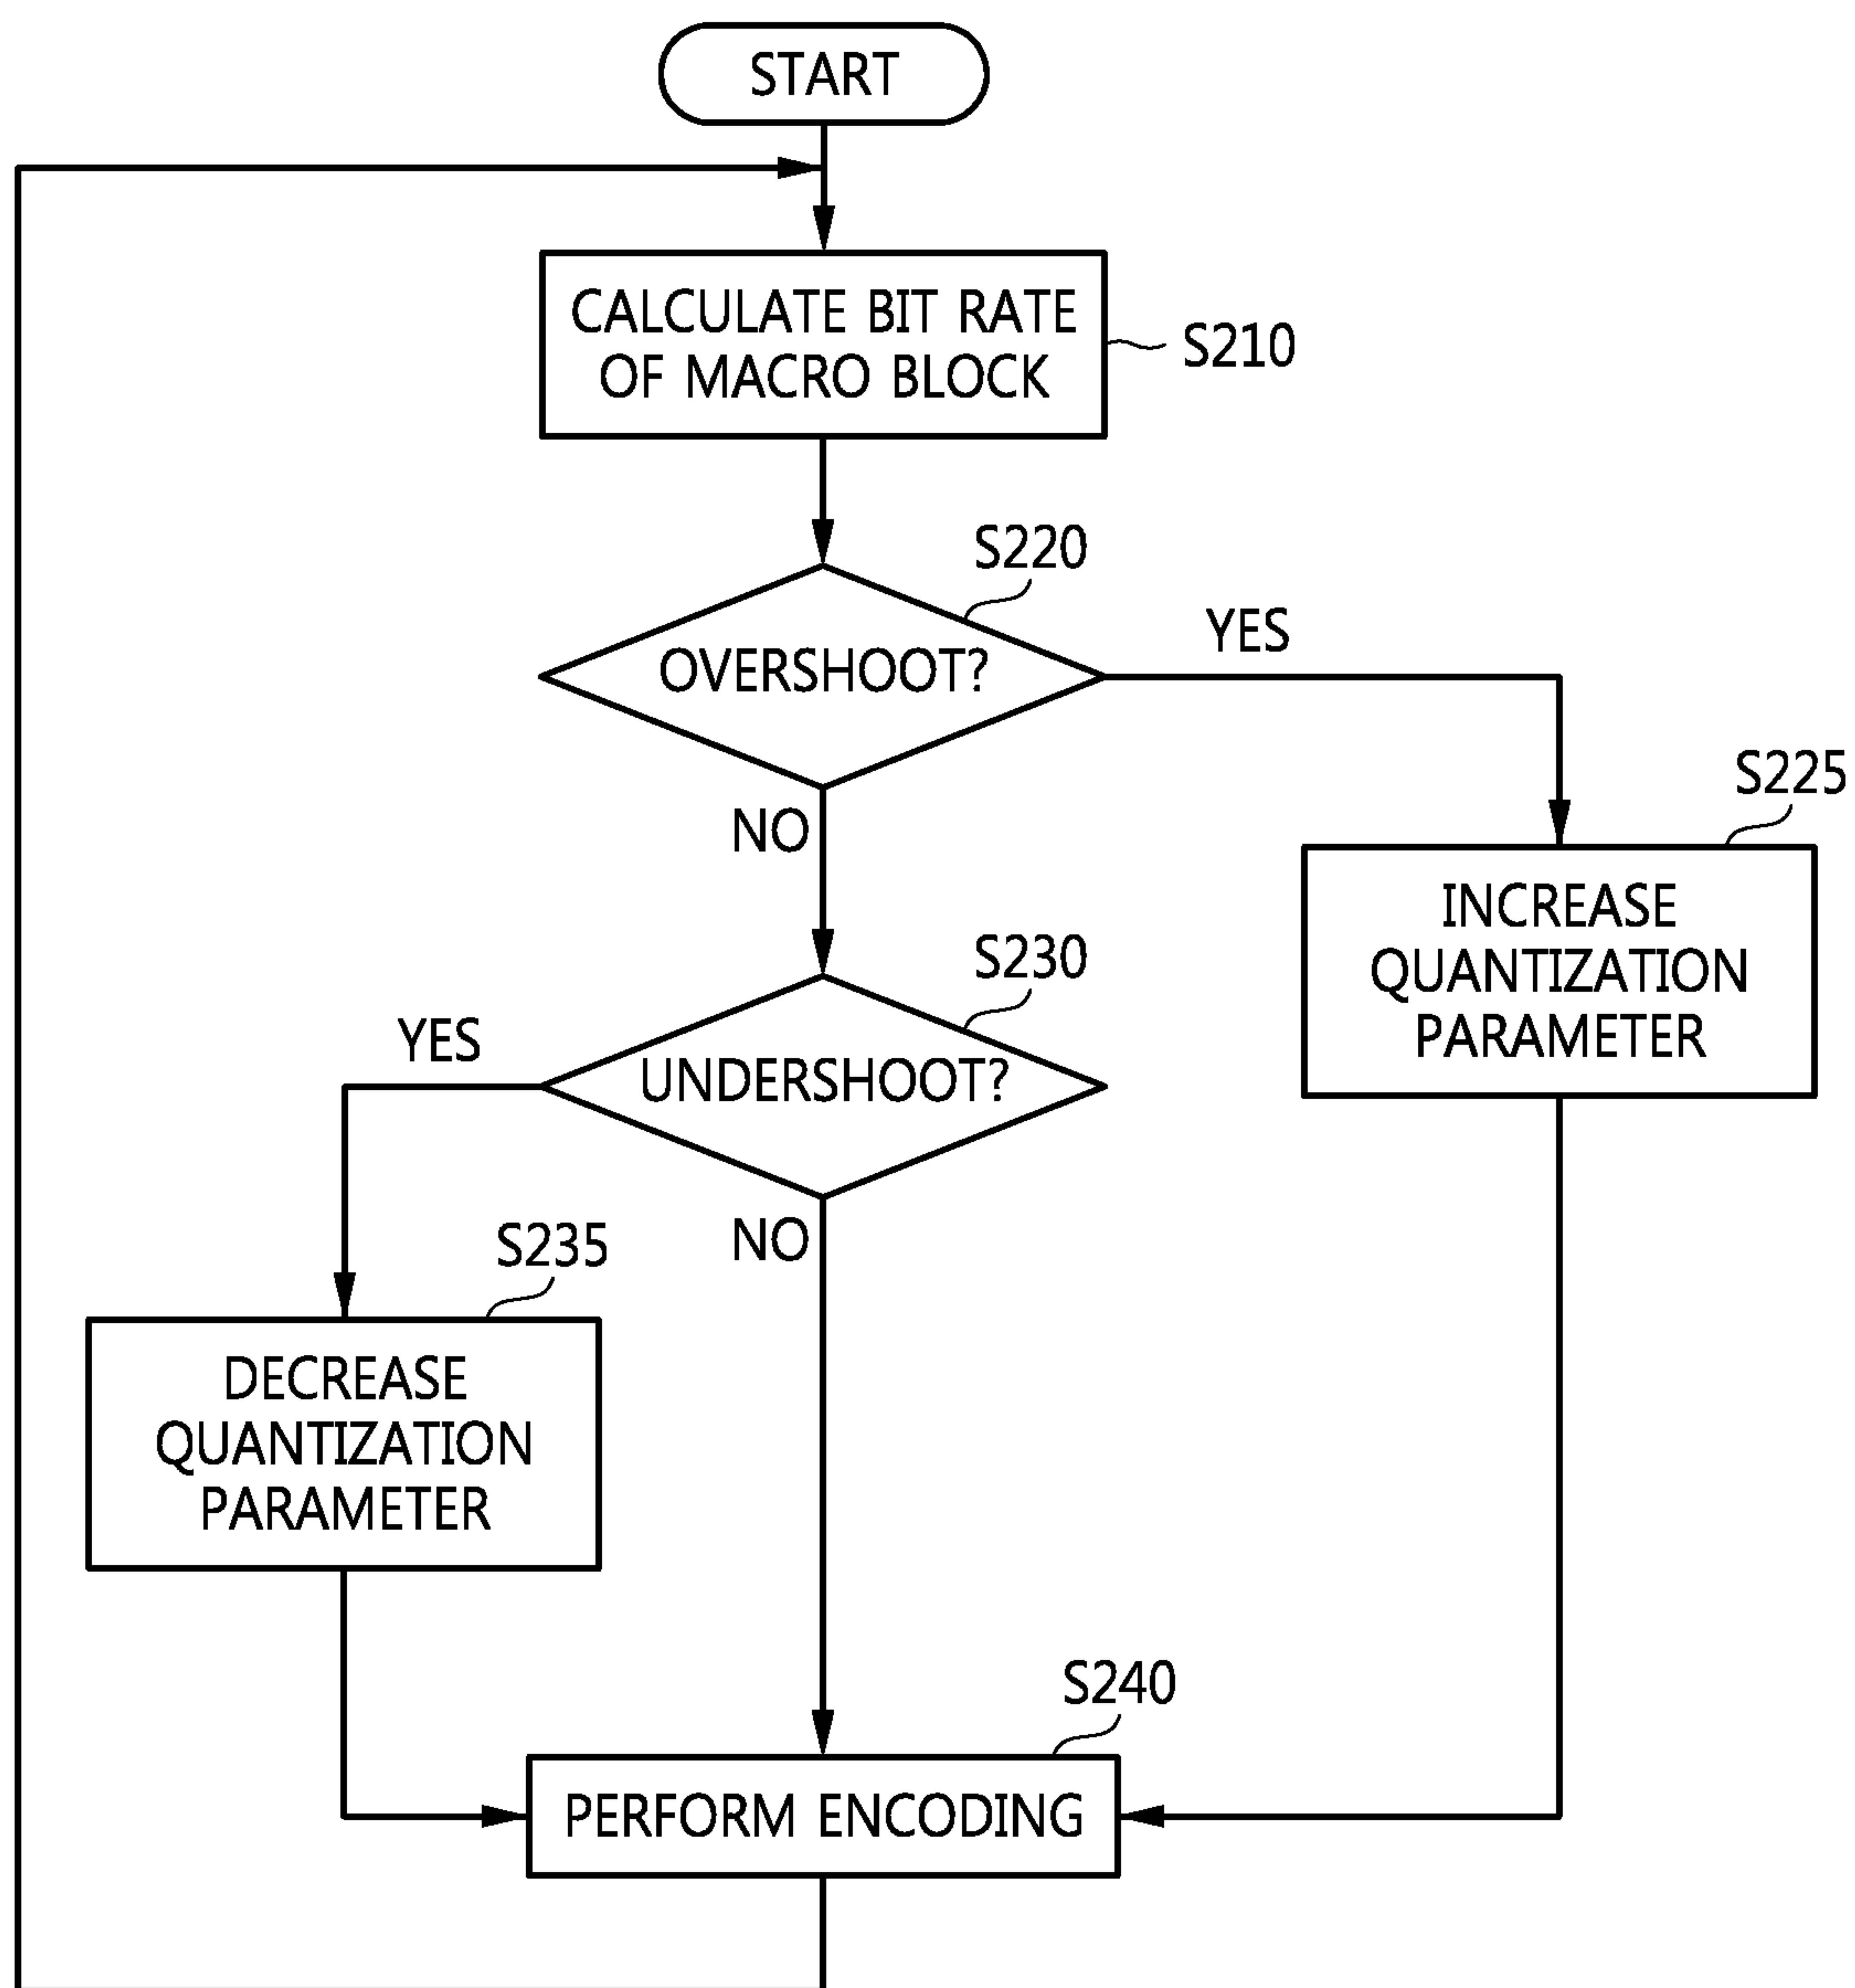 START
CALCULATE BIT RATE
OF MACRO BLOCK
S210
S220
OVERSHOOT?
YES
NO
S225
INCREASE
QUANTIZATION
PARAMETER
S230
UNDERSHOOT?
YES
NO
S235
DECREASE
QUANTIZATION
PARAMETER
S240
PERFORM ENCODING